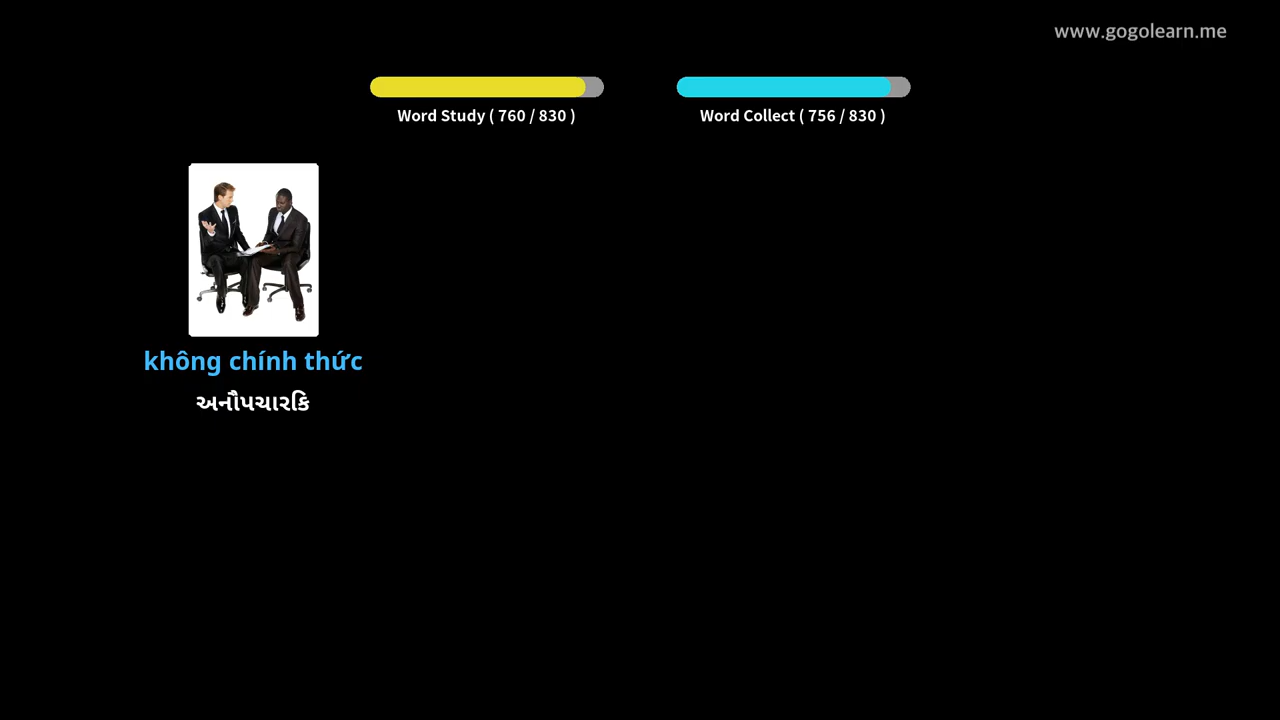 www.gogolearn.me
Word Study ( 760 / 830 )
Word Collect ( 756 / 830 )
không chính thức
અનૌપચારિક